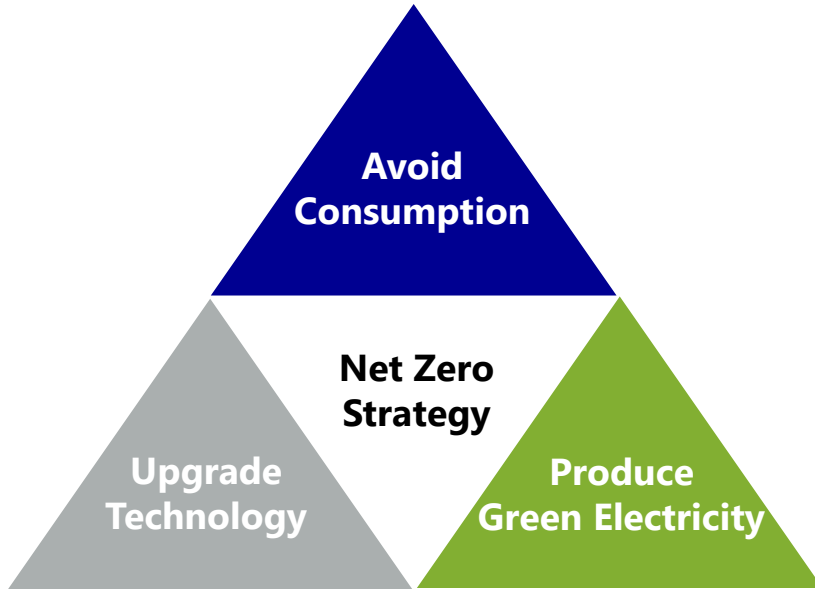 Avoid
Consumption
Net Zero
Strategy
Upgrade
Technology
Produce
Green Electricity